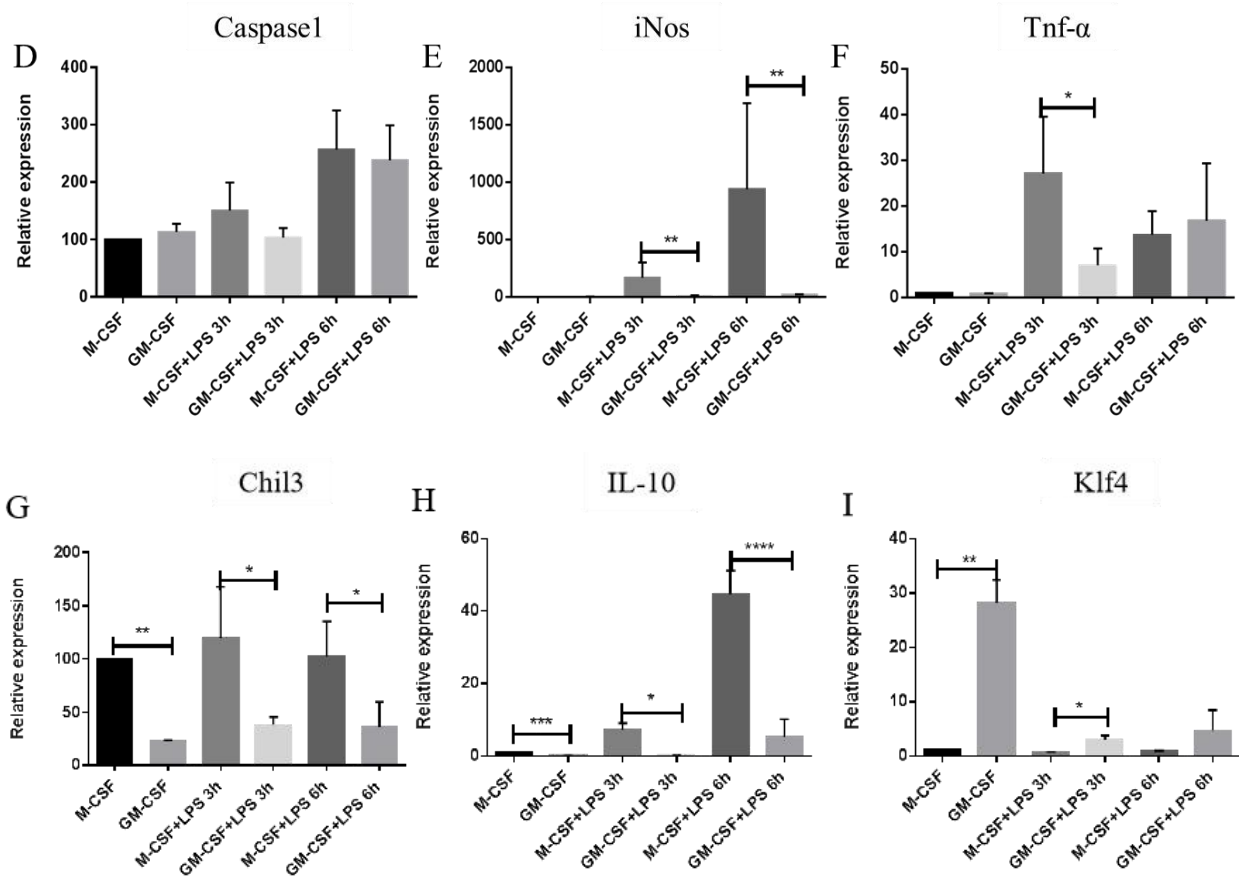 Caspase1
iNos
Tnf-α
D
E
F
Relative expression
400
300
200
100
0
M-CSF
GM-CSF
M-CSF+LPS 3h
GM-CSF+LPS 3h
M-CSF+LPS 6h
GM-CSF+LPS 6h
Relative expression
2000
1500
1000
500
0
**
**
M-CSF
GM-CSF
M-CSF+LPS 3h
GM-CSF+LPS 3h
M-CSF+LPS 6h
GM-CSF+LPS 6h
Relative expression
50
40
30
20
10
0
*
M-CSF
GM-CSF
M-CSF+LPS 3h
GM-CSF+LPS 3h
M-CSF+LPS 6h
GM-CSF+LPS 6h
Chil3
IL-10
Klf4
G
H
I
Relative expression
200
150
100
50
0
**
*
*
M-CSF
GM-CSF
M-CSF+LPS 3h
GM-CSF+LPS 3h
M-CSF+LPS 6h
GM-CSF+LPS 6h
Relative expression
60
40
20
0
***
*
****
M-CSF
GM-CSF
M-CSF+LPS 3h
GM-CSF+LPS 3h
M-CSF+LPS 6h
GM-CSF+LPS 6h
Relative expression
40
30
20
10
0
**
*
M-CSF
GM-CSF
M-CSF+LPS 3h
GM-CSF+LPS 3h
M-CSF+LPS 6h
GM-CSF+LPS 6h